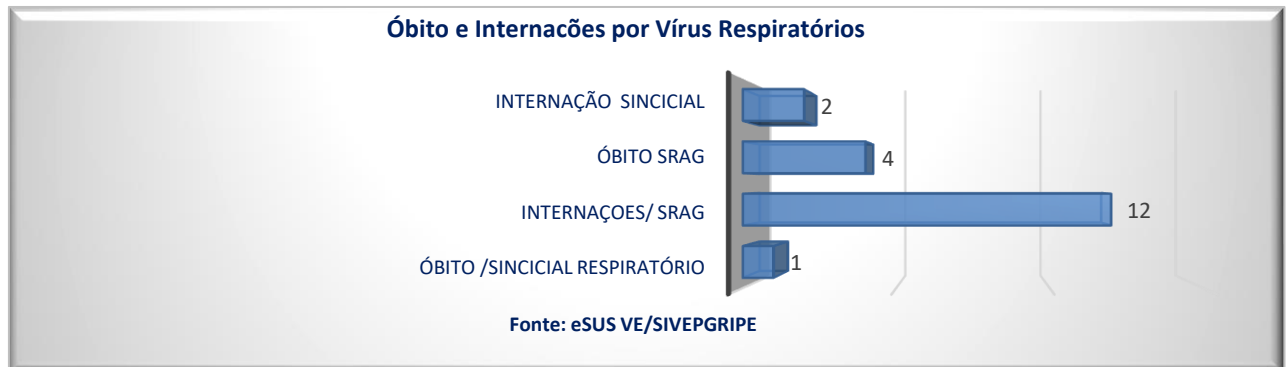 Óbito e Internacões por Vírus Respiratórios
INTERNAÇÃO SINCICIAL
2
ÓBITO SRAG
4
INTERNAÇOES/ SRAG
12
ÓBITO /SINCICIAL RESPIRATÓRIO
1
Fonte: eSUS VE/SIVEPGRIPE